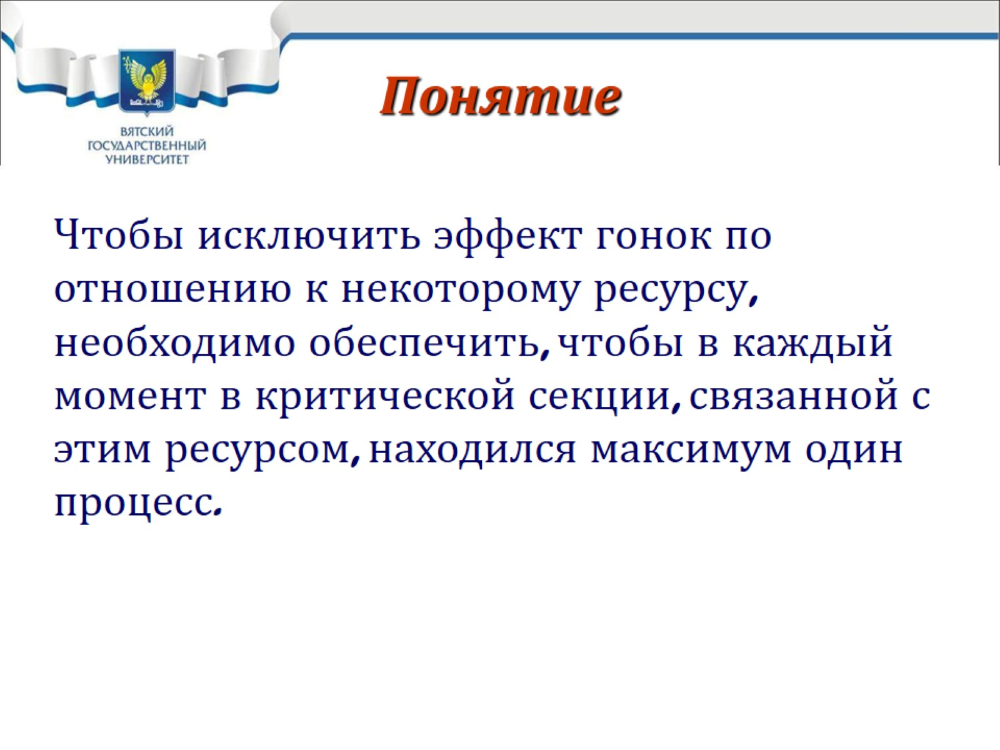 ВЯТСКИЙ
ГОСУДАРСТВЕННЫЙ
УНИВЕРСИТЕТ
Понятие
Чтобы исключить эффект гонок по
отношению к некоторому ресурсу,
необходимо обеспечить, чтобы в каждый
момент в критической секции, связанной с
этим ресурсом, находился максимум один
процесс.